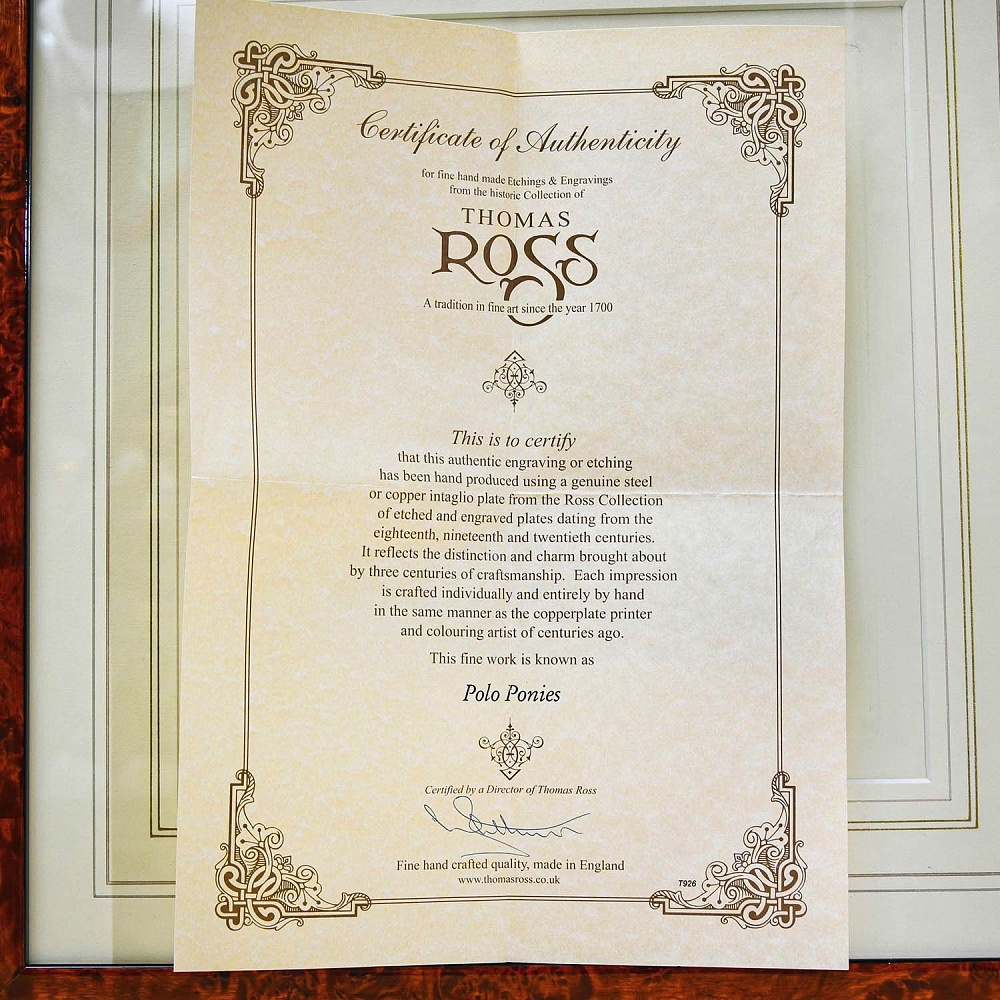 Certificate of Authenticity
for fine hand made Etchings & Engravings
from the historic Collection of
THOMAS
ROSS
A tradition in fine art since the year 1700
This is to certify
that this authentic engraving or etching
has been hand produced using a genuine steel
or copper intaglio plate from the Ross Collection
of etched and engraved plates dating from the
eighteenth, nineteenth and twentieth centuries.
It reflects the distinction and charm brought about
by three centuries of craftsmanship.  Each impression
is crafted individually and entirely by hand
in the same manner as the copperplate printer
and colouring artist of centuries ago.
This fine work is known as
Polo Ponies
Certified by a Director of Thomas Ross
Fine hand crafted quality, made in England
www.thomasross.co.uk
T926